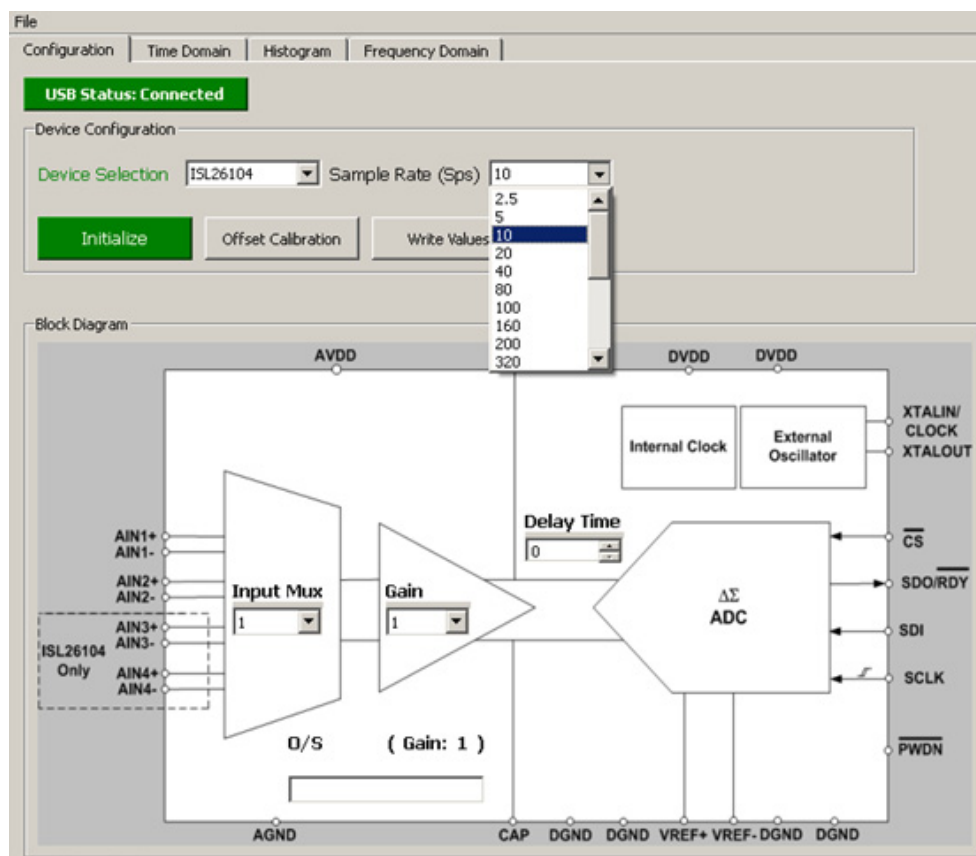 File
Configuration Time Domain Histogram Frequency Domain
USB Status: Connected
Device Configuration
Device Selection ISL26104 Sample Rate (Sps) 10
2.5
5
10
20
40
80
100
160
200
320
Initialize Offset Calibration Write Values
Block Diagram
AVDD DVDD DVDD
Internal Clock
External
Oscillator
XTALIN/
CLOCK
XTALOUT
AIN1+
AIN1-
AIN2+
AIN2-
AIN3+
AIN3-
AIN4+
AIN4-
ISL26104
Only
Input Mux
1
Gain
1
Delay Time
0
ΔΣ
ADC
CS
SDO/RDY
SDI
SCLK
PWDN
O/S ( Gain: 1 )
AGND CAP DGND DGND VREF+ VREF- DGND DGND